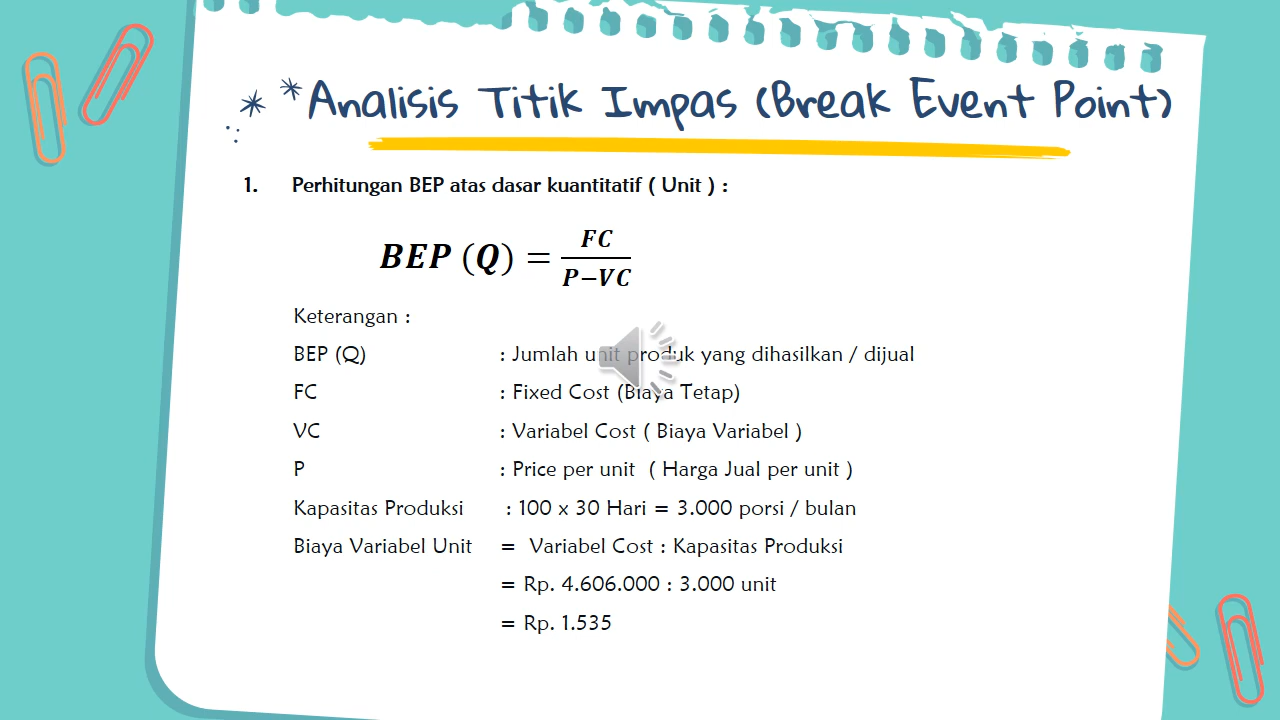 **Analisis Titik Impas (Break Event Point)
1. Perhitungan BEP atas dasar kuantitatif ( Unit ) :
BEP (Q) = FC / P−VC
Keterangan :
BEP (Q) : Jumlah unit produk yang dihasilkan / dijual
FC : Fixed Cost (Biaya Tetap)
VC : Variabel Cost ( Biaya Variabel )
P : Price per unit ( Harga Jual per unit )
Kapasitas Produksi : 100 x 30 Hari = 3.000 porsi / bulan
Biaya Variabel Unit = Variabel Cost : Kapasitas Produksi
= Rp. 4.606.000 : 3.000 unit
= Rp. 1.535